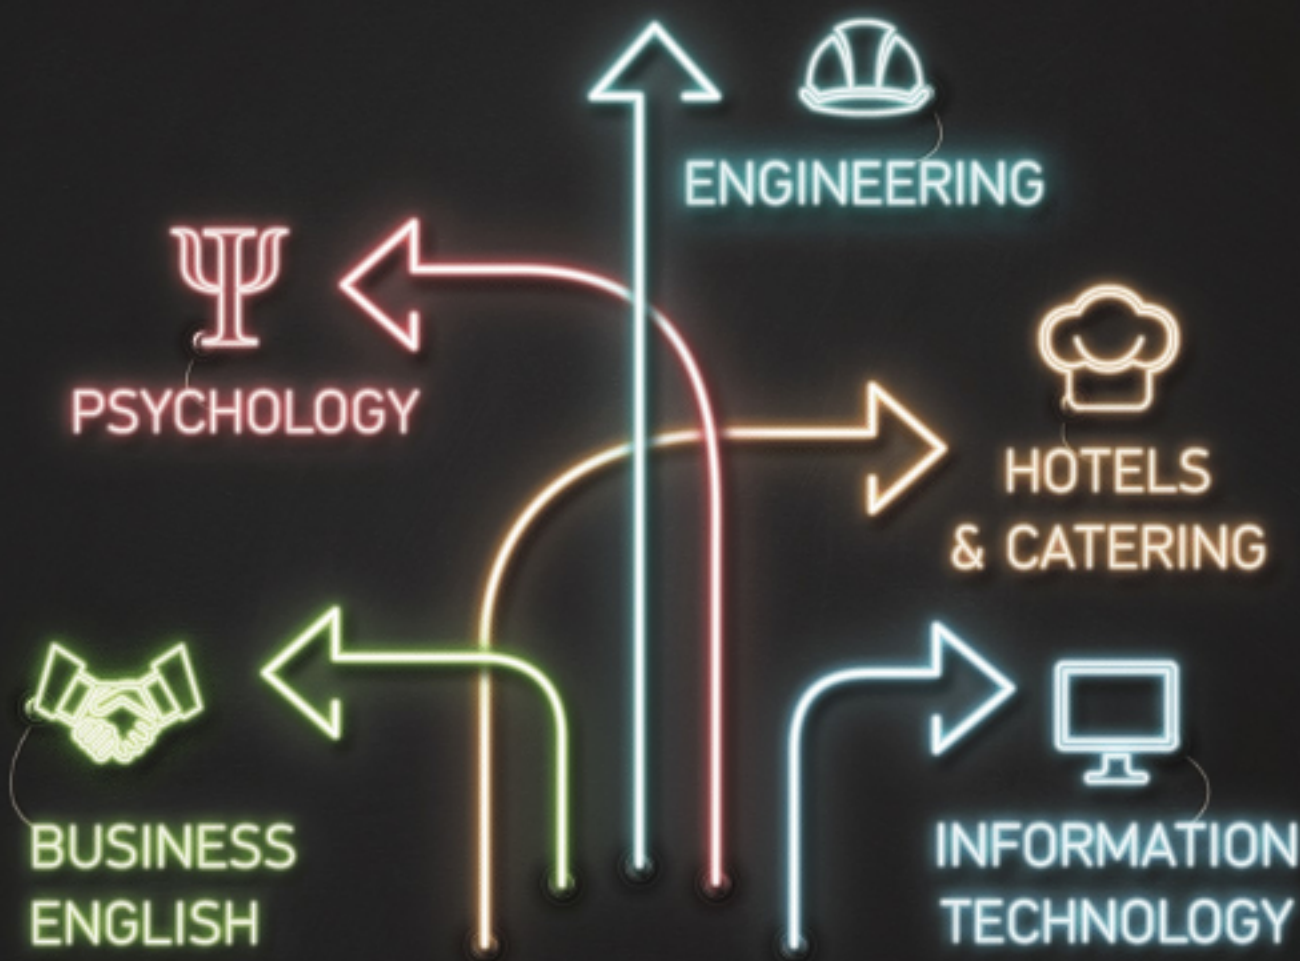 ENGINEERING
PSYCHOLOGY
HOTELS
& CATERING
BUSINESS
ENGLISH
INFORMATION
TECHNOLOGY